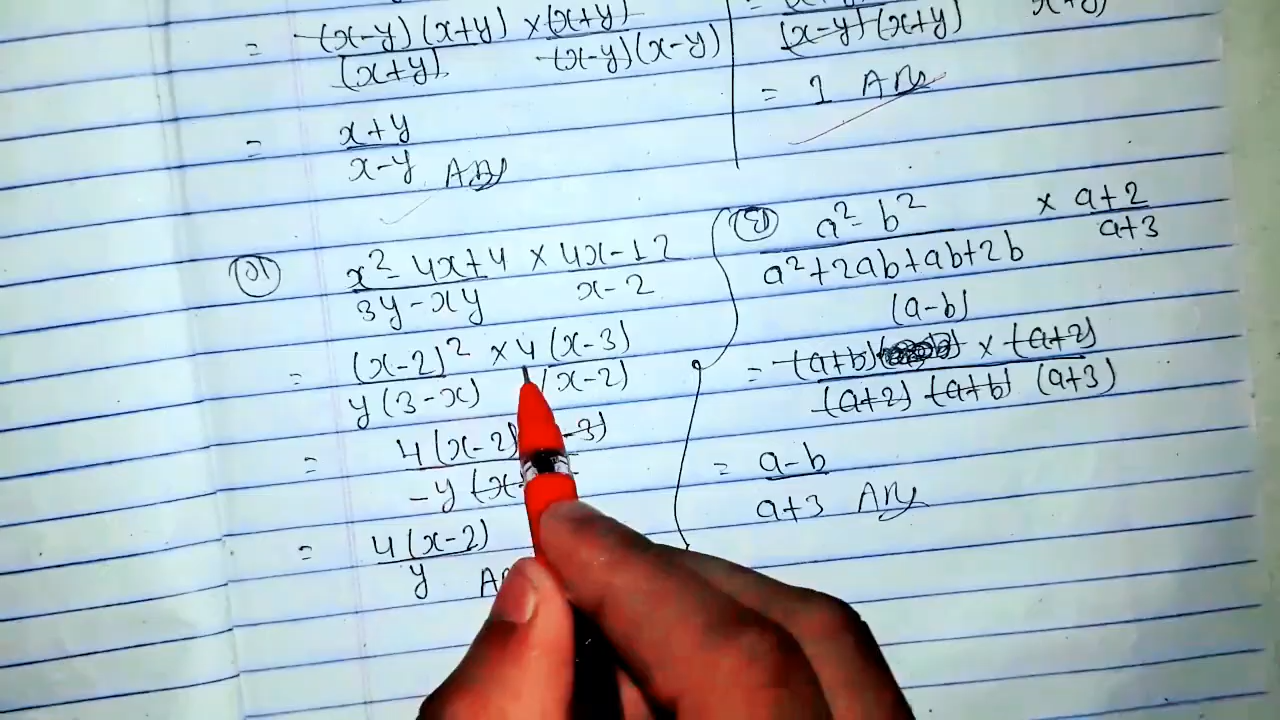 = (x-y)(x+y) × (x+y)
(x+y) (x-y)(x-y)
= x+y
x-y Ans
(x-y)(x+y) x+y
= 1 Ans
x²-4x+4 × 4x-12
3y-xy x-2
= (x-2)² × 4(x-3)
y(3-x) (x-2)
= 4(x-2) -3)
-y(x
= 4(x-2)
y
(घ) a²-b² × a+2
a²+2ab+ab+2b a+3
(a-b)
= (a+b) × (a+2)
(a+2) (a+b) (a+3)
= a-b
a+3 Ans